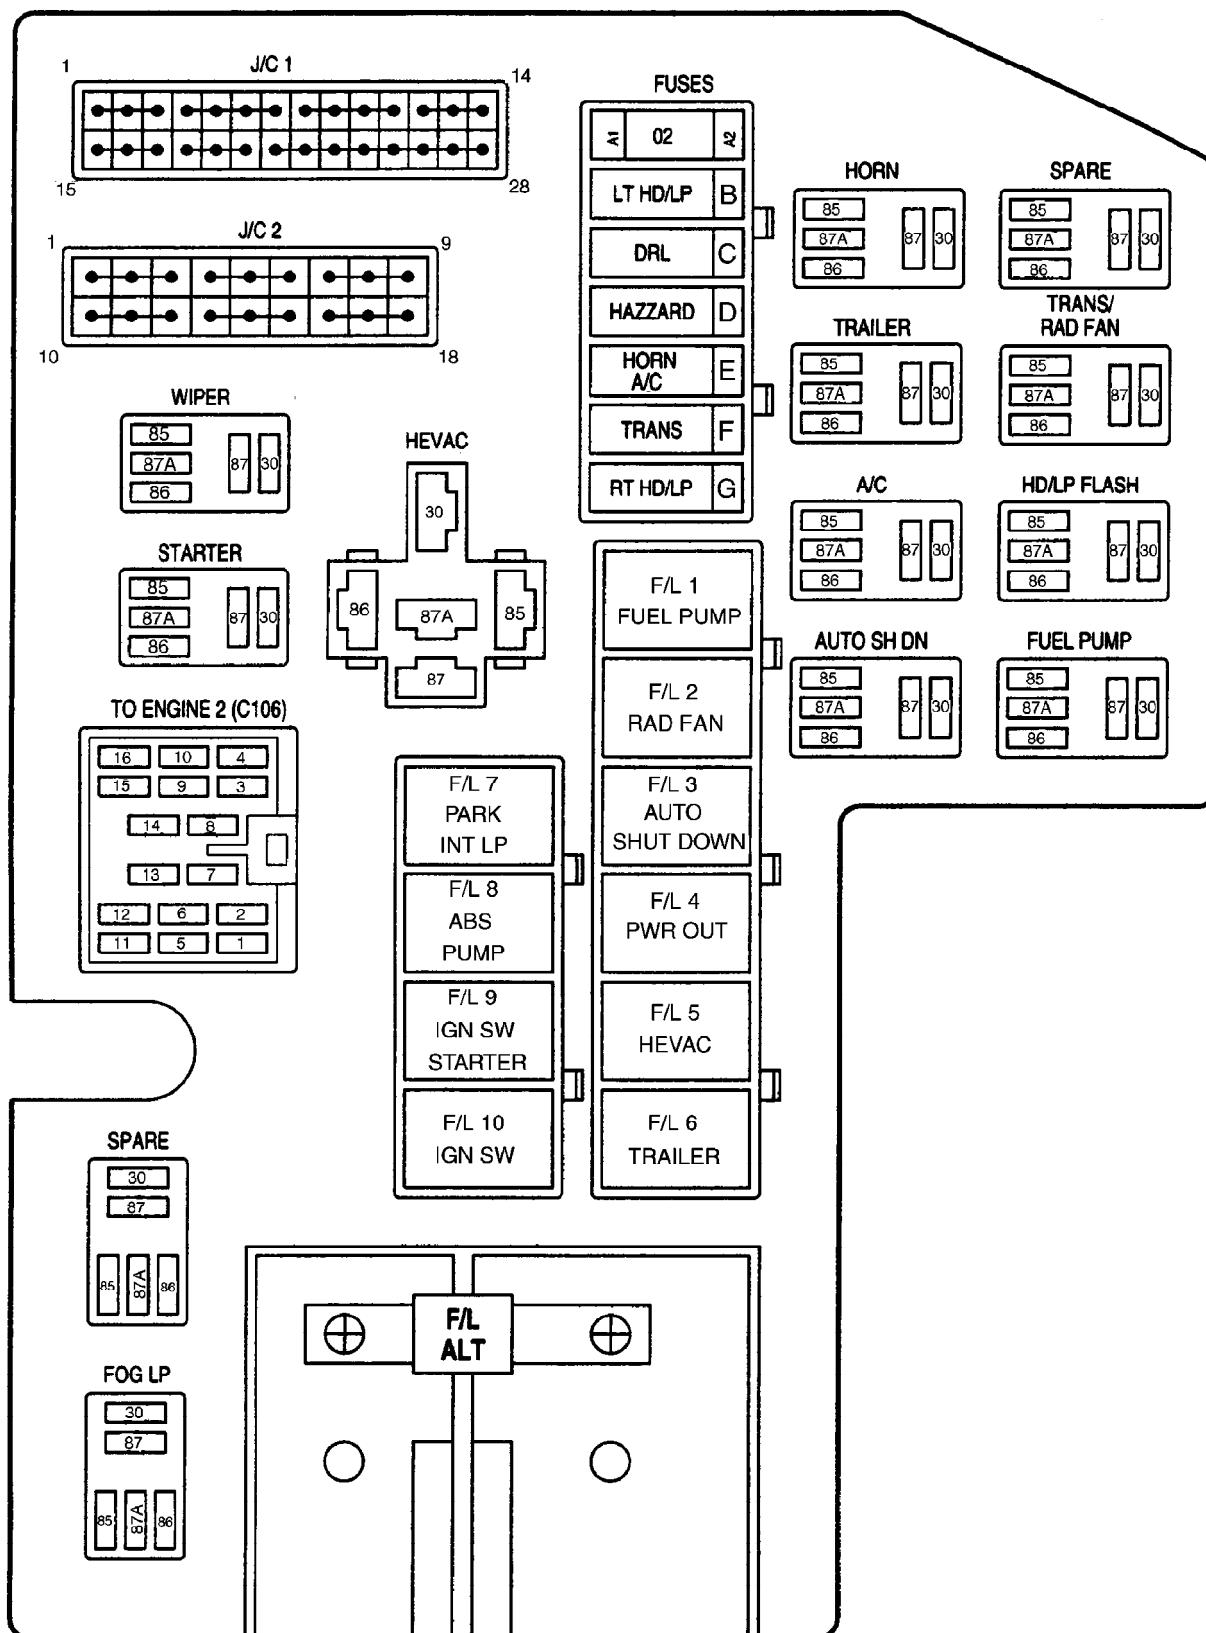 J/C 1
1
14
15
28
J/C 2
1
9
10
18
WIPER
85
87A
86
87
30
STARTER
85
87A
86
87
30
HEVAC
30
86
87A
85
87
TO ENGINE 2 (C106)
16 10 4
15 9 3
14 8
13 7
12 6 2
11 5 1
FUSES
A1 02 A2
LT HD/LP B
DRL C
HAZZARD D
HORN
A/C E
TRANS F
RT HD/LP G
HORN
85
87A
86
87
30
SPARE
85
87A
86
87
30
TRAILER
85
87A
86
87
30
TRANS/
RAD FAN
85
87A
86
87
30
A/C
85
87A
86
87
30
HD/LP FLASH
85
87A
86
87
30
AUTO SH DN
85
87A
86
87
30
FUEL PUMP
85
87A
86
87
30
F/L 1
FUEL PUMP
F/L 2
RAD FAN
F/L 3
AUTO
SHUT DOWN
F/L 4
PWR OUT
F/L 5
HEVAC
F/L 6
TRAILER
F/L 7
PARK
INT LP
F/L 8
ABS
PUMP
F/L 9
IGN SW
STARTER
F/L 10
IGN SW
SPARE
30
87
85
87A
86
FOG LP
30
87
85
87A
86
F/L
ALT